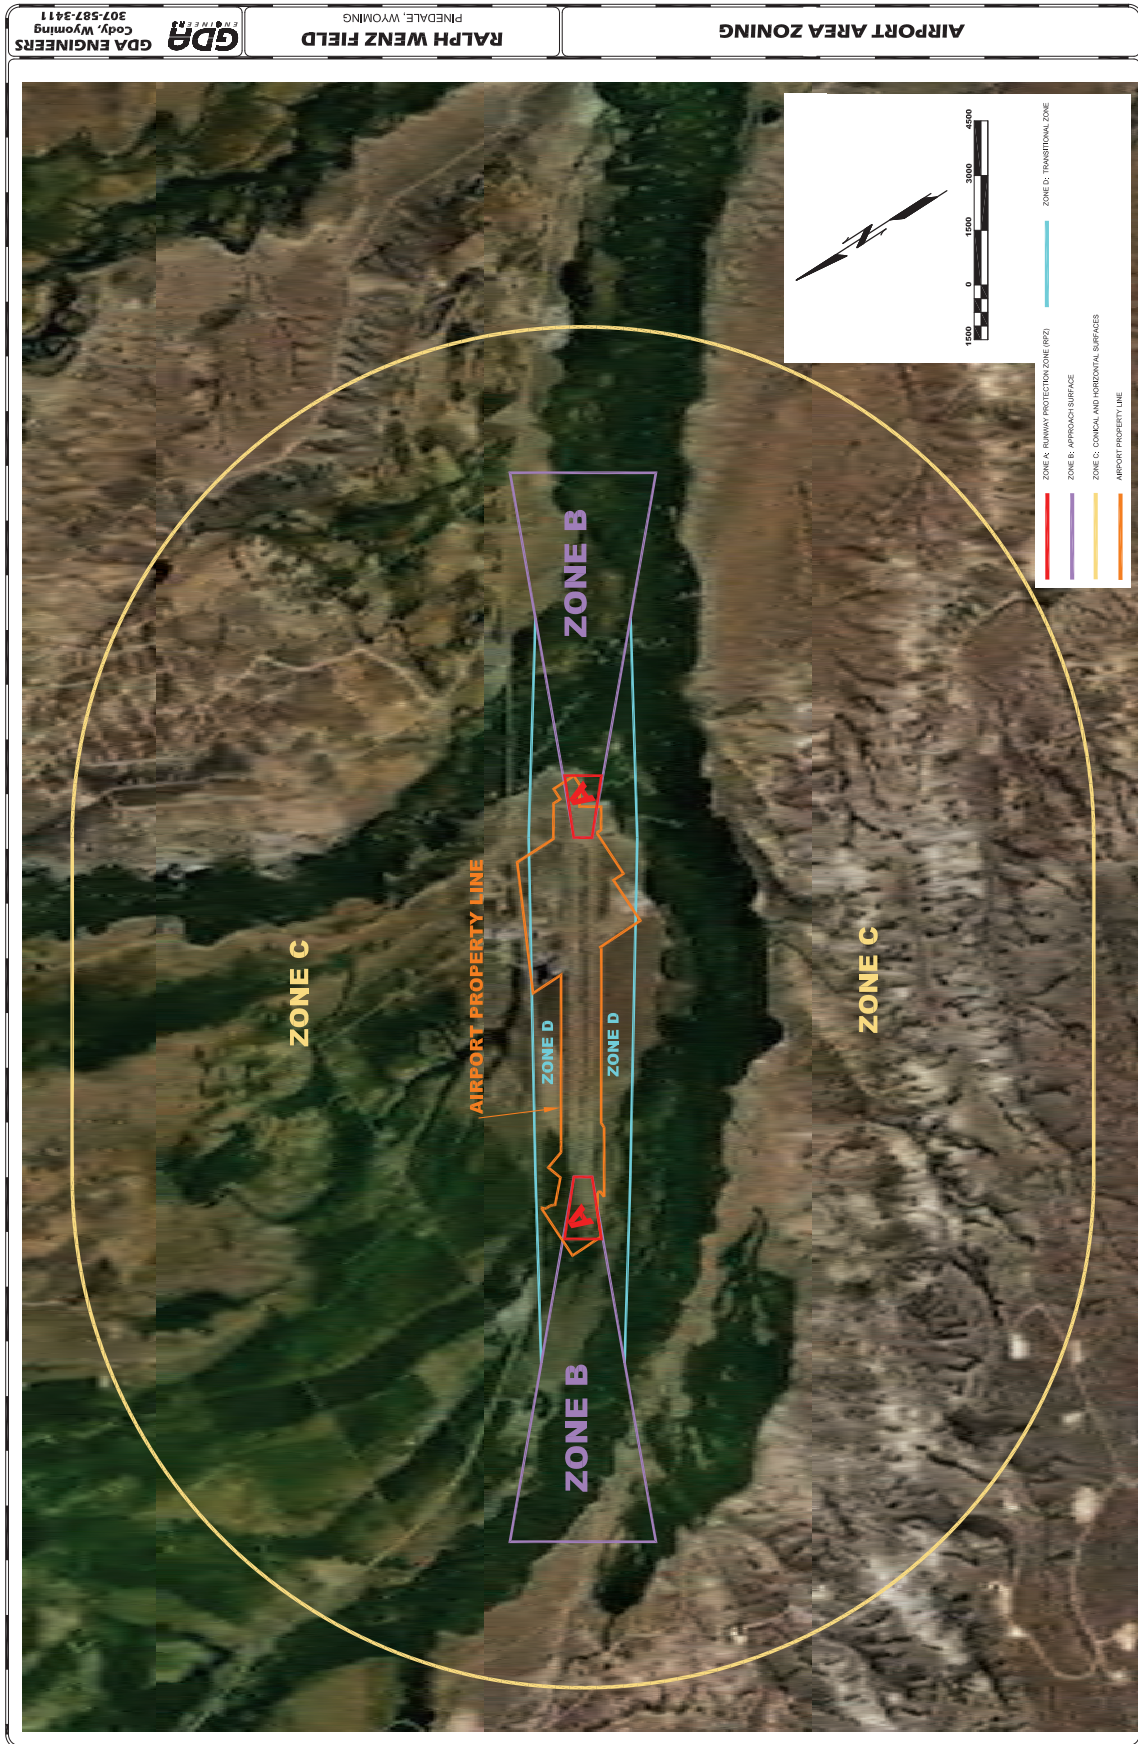 AIRPORT AREA ZONING
RALPH WENZ FIELD
PINEDALE, WYOMING
GDA
ENGINEERS
GDA ENGINEERS
Cody, Wyoming
307-587-3411
1500 0 1500 3000 4500
ZONE A: RUNWAY PROTECTION ZONE (RPZ)
ZONE B: APPROACH SURFACE
ZONE C: CONICAL AND HORIZONTAL SURFACES
AIRPORT PROPERTY LINE
ZONE D: TRANSITIONAL ZONE
ZONE C
AIRPORT PROPERTY LINE
ZONE D
ZONE B
A
A
ZONE B
ZONE D
ZONE C